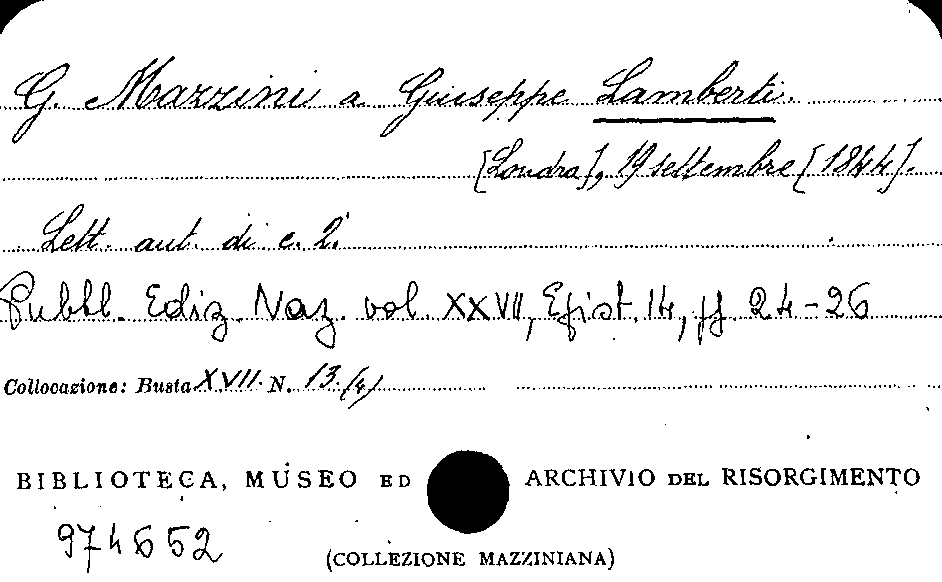 G. Mazzini a Giuseppe Lamberti.
[Londra], 19 settembre [1844].
Lett. aut. di c. 2.
Pubbl. Ediz. Naz. vol. XXVII, Epist. 14, pp. 24-26
Collocazione: Busta XVII. N. 13. (4)
BIBLIOTECA, MUSEO ED ARCHIVIO DEL RISORGIMENTO
974652
(COLLEZIONE MAZZINIANA)